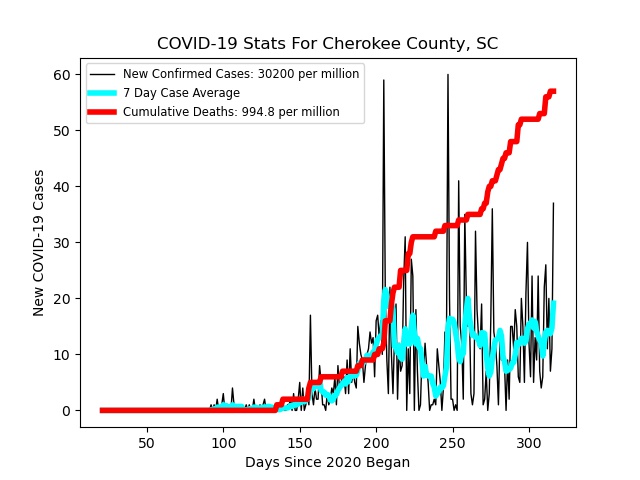 COVID-19 Stats For Cherokee County, SC
New Confirmed Cases: 30200 per million
7 Day Case Average
Cumulative Deaths: 994.8 per million
New COVID-19 Cases
60
50
40
30
20
10
0
50 100 150 200 250 300
Days Since 2020 Began